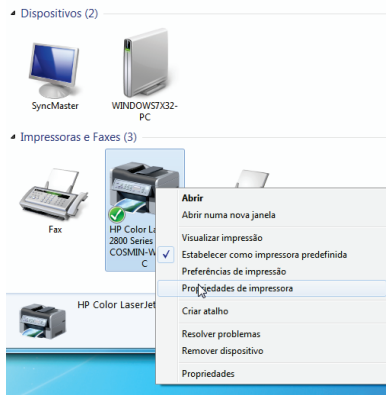 Dispositivos (2)
SyncMaster
WINDOWS7X32-
PC
Impressoras e Faxes (3)
Fax
HP Color La
2800 Series
COSMIN-W
C
Abrir
Abrir numa nova janela
Visualizar impressão
Estabelecer como impressora predefinida
Preferências de impressão
Propriedades de impressora
Criar atalho
Resolver problemas
Remover dispositivo
Propriedades
HP Color LaserJet